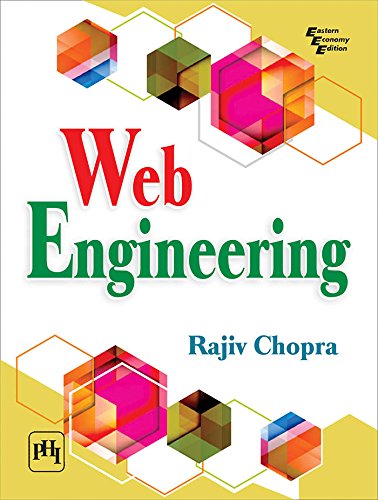 Eastern
Economy
Edition
Web
Engineering
Rajiv Chopra
PHI